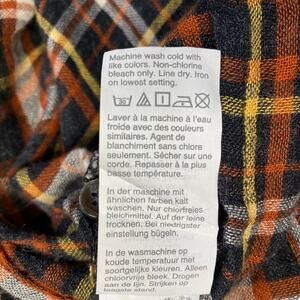 Machine wash cold with
like colors. Non-chlorine
bleach only. Line dry. Iron
on lowest setting.
Laver à la machine à l'eau
froide avec des couleurs
similaires. Agent de
blanchiment sans chlore
seulement. Sécher sur une
corde. Repasser à la plus
basse température.
In der maschine mit
ähnlichen farben kalt
waschen. Nur chlorfreies
bleichmittel. Auf der leine
trocknen. Bei niedrigster
einstellung bügeln.
In de wasmachine op
koude temperatuur met
soortgelijke kleuren. Alleen
chloorvrije bleek. Drogen
aan de lijn. Strijken op
laagste stand.